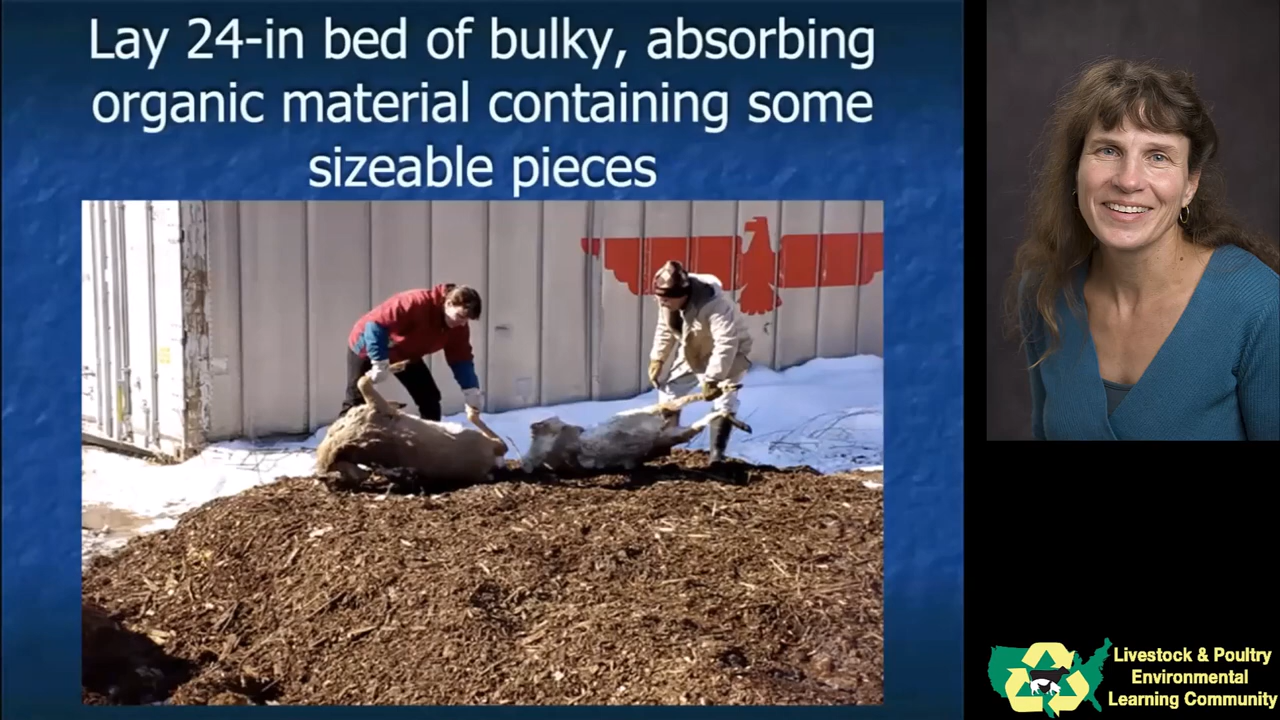 Lay 24-in bed of bulky, absorbing
organic material containing some
sizeable pieces
Livestock & Poultry
Environmental
Learning Community